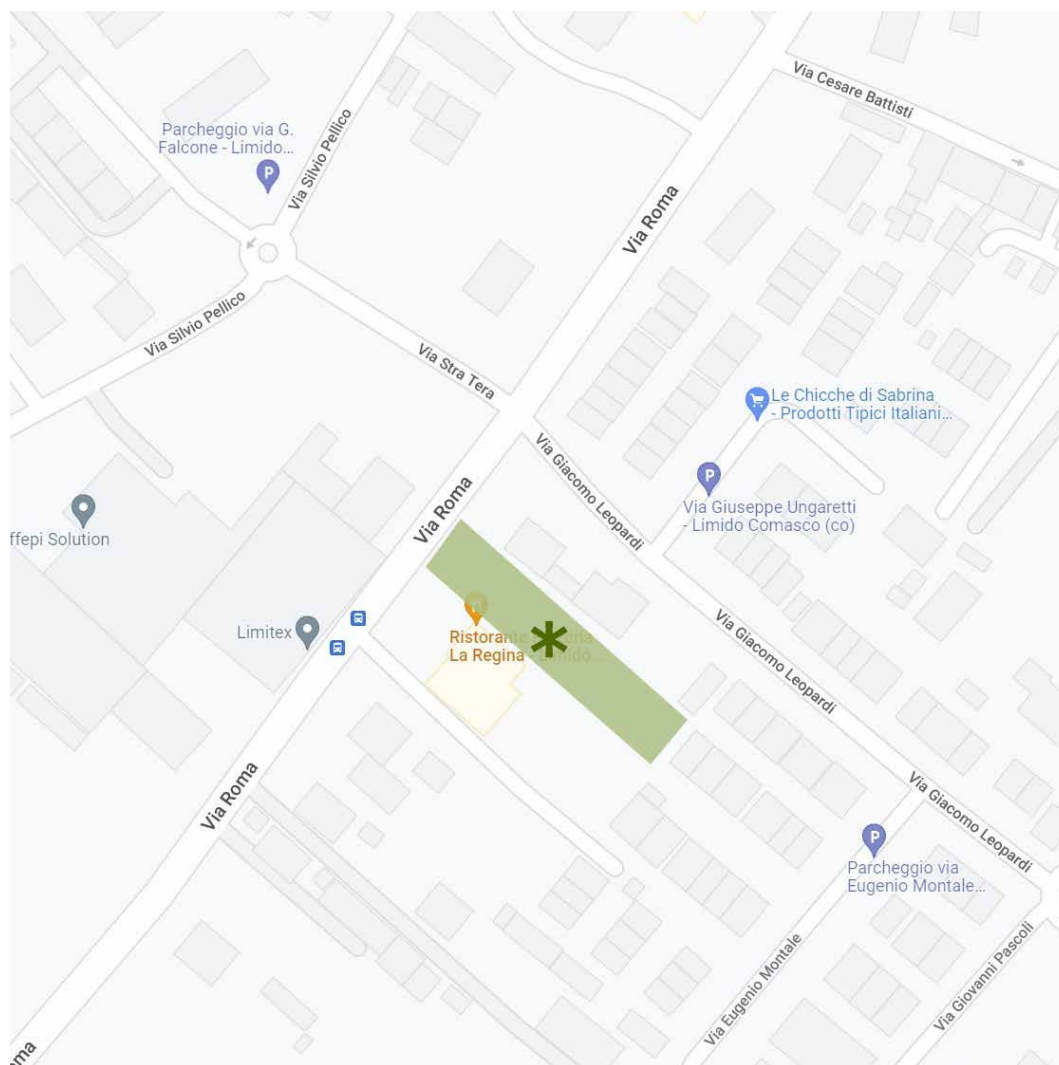 Via Cesare Battisti
Parcheggio via G.
Falcone - Limido...
P
Via Silvio Pellico
Via Roma
Via Silvio Pellico
Via Stra Tera
Le Chicche di Sabrina
- Prodotti Tipici Italiani...
Via Giacomo Leopardi
P
Via Giuseppe Ungaretti
- Limido Comasco (co)
Via Roma
ffepi Solution
Limitex
Ristorante
La Regina - Limido...
Via Giacomo Leopardi
Via Roma
Via Giacomo Leopardi
P
Parcheggio via
Eugenio Montale...
Via Eugenio Montale
Via Giovanni Pascoli
oma